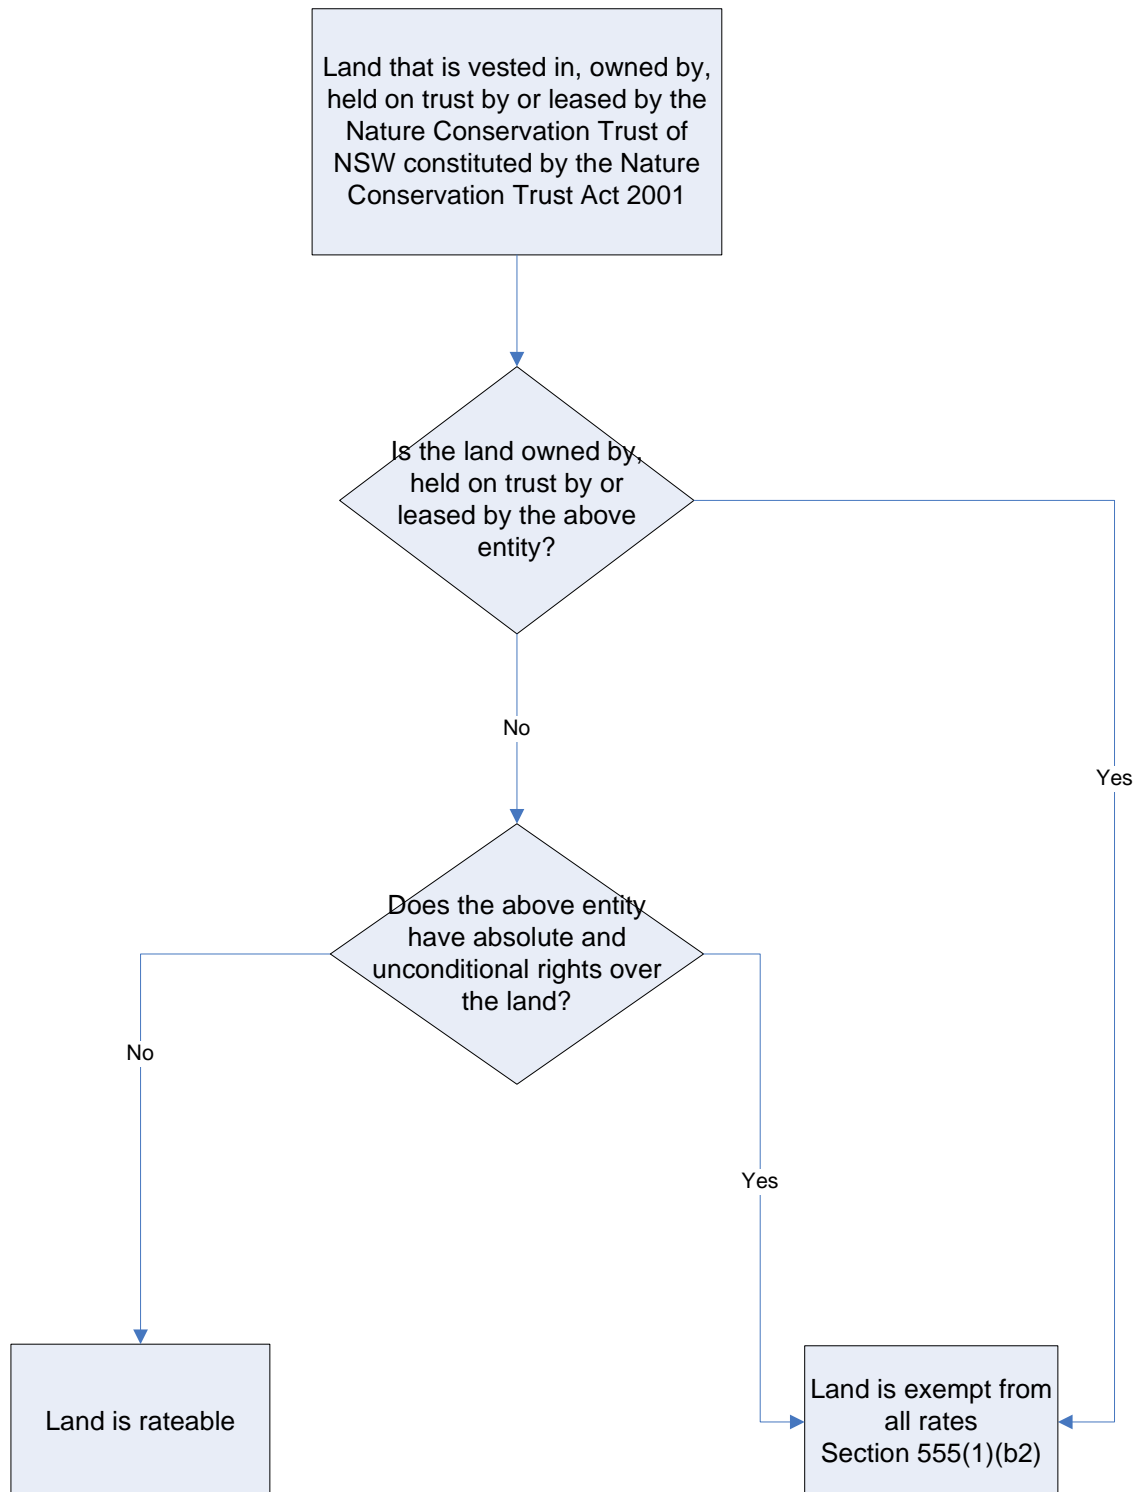 Land that is vested in, owned by,
held on trust by or leased by the
Nature Conservation Trust of
NSW constituted by the Nature
Conservation Trust Act 2001
Is the land owned by,
held on trust by or
leased by the above
entity?
No
Yes
Does the above entity
have absolute and
unconditional rights over
the land?
No
Yes
Land is rateable
Land is exempt from
all rates
Section 555(1)(b2)